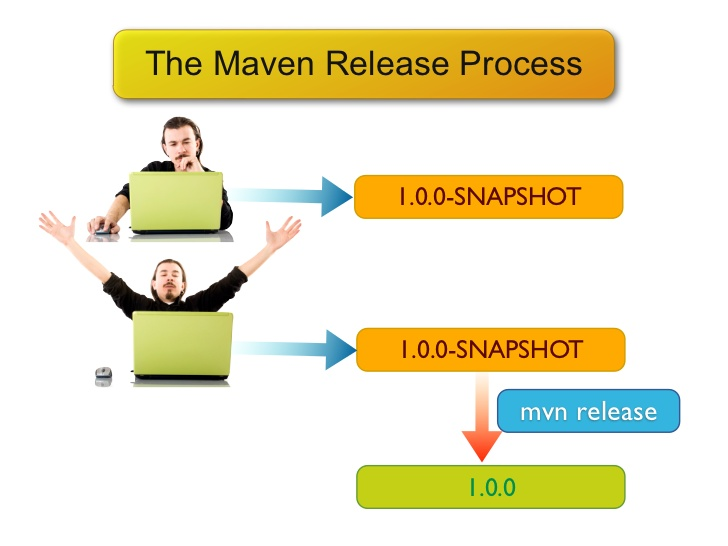 The Maven Release Process
1.0.0-SNAPSHOT
1.0.0-SNAPSHOT
mvn release
1.0.0